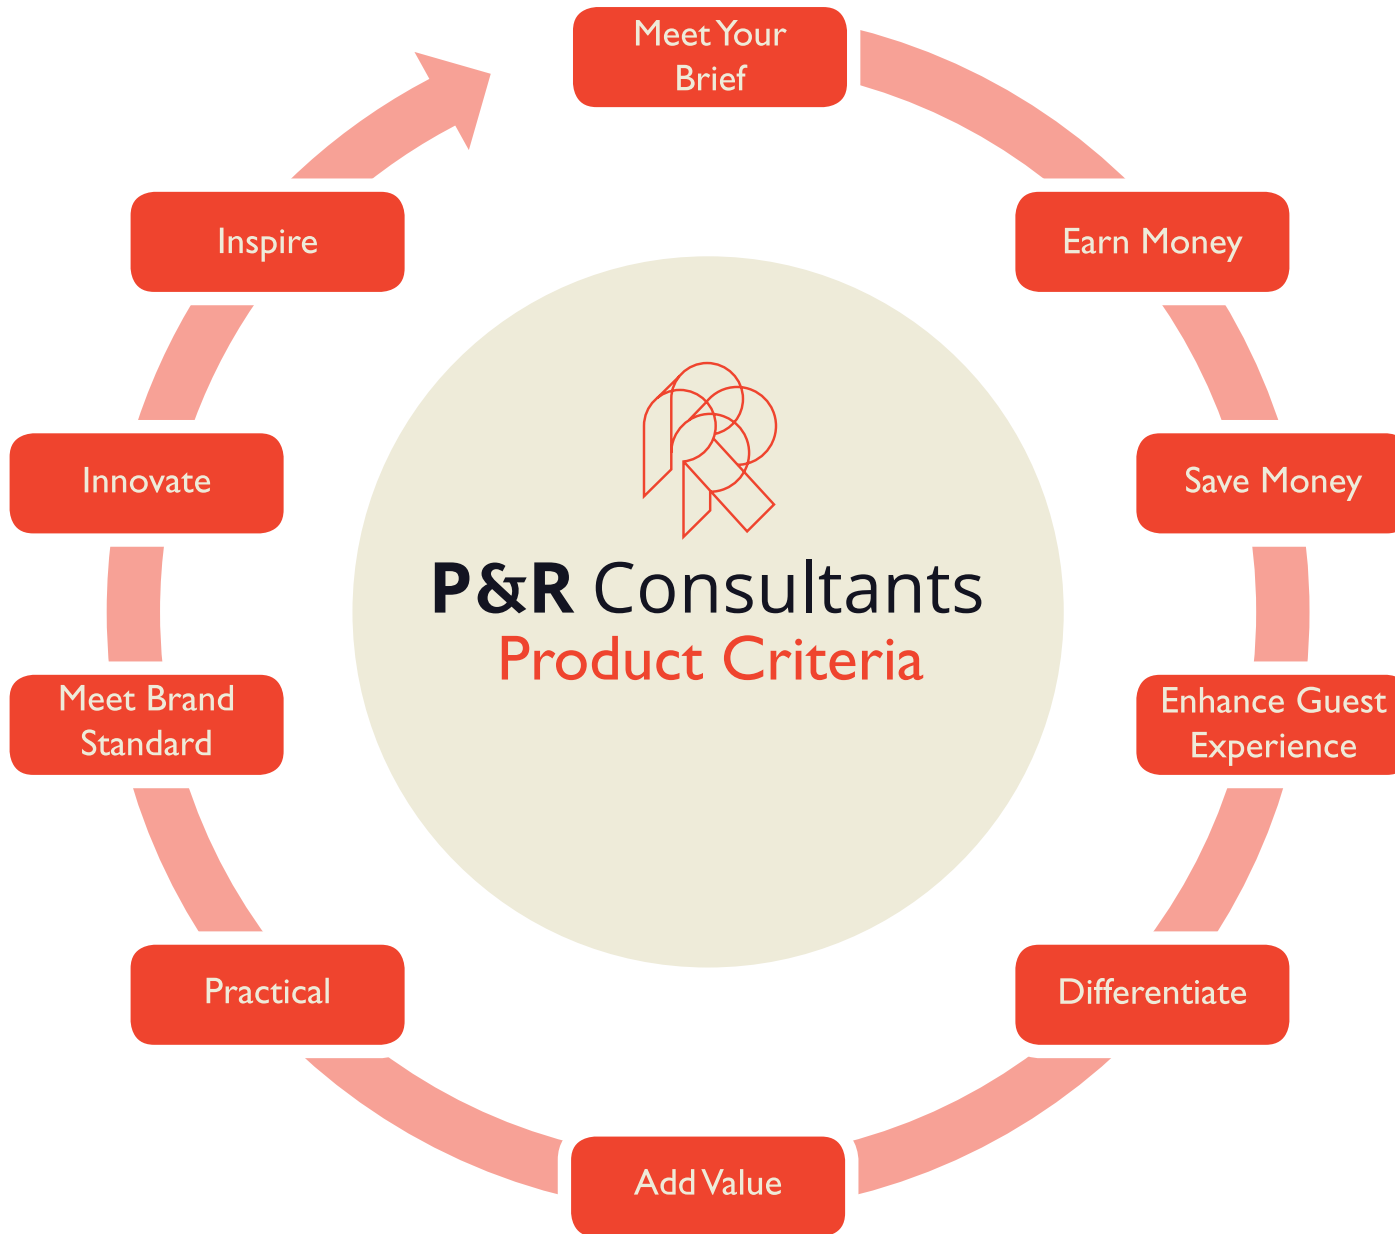 Meet Your
Brief
Earn Money
Save Money
Enhance Guest
Experience
Differentiate
Add Value
Practical
Meet Brand
Standard
Innovate
Inspire
P&R Consultants
Product Criteria